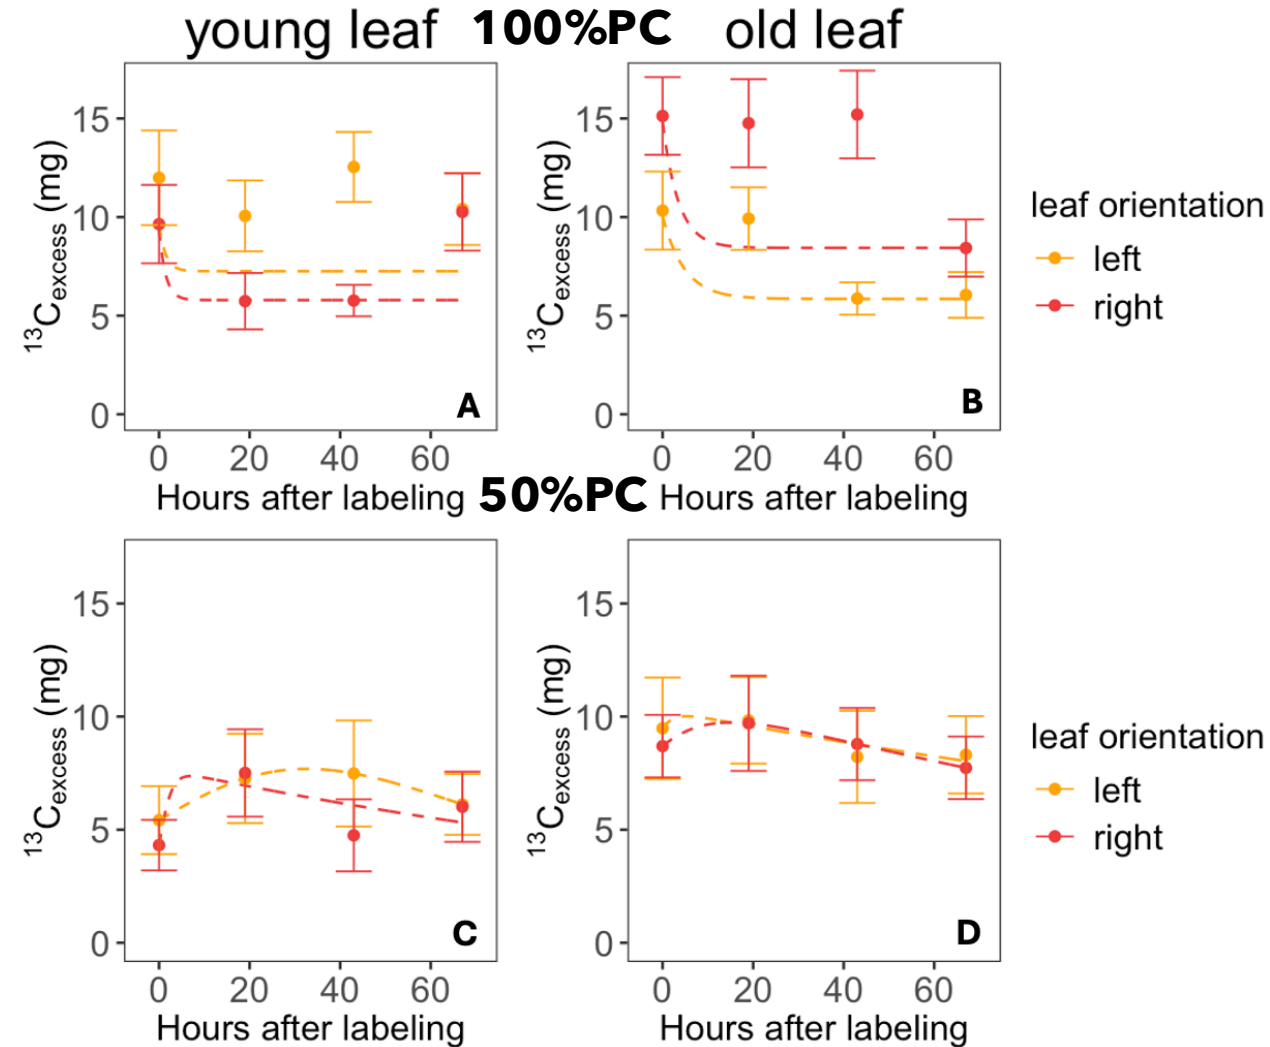 young leaf 100%PC old leaf
15
10
5
0
¹³Cexcess (mg)
A
0 20 40 60
Hours after labeling
15
10
5
0
¹³Cexcess (mg)
B
0 20 40 60
Hours after labeling
leaf orientation
left
right
50%PC
15
10
5
0
¹³Cexcess (mg)
C
0 20 40 60
Hours after labeling
15
10
5
0
¹³Cexcess (mg)
D
0 20 40 60
Hours after labeling
leaf orientation
left
right